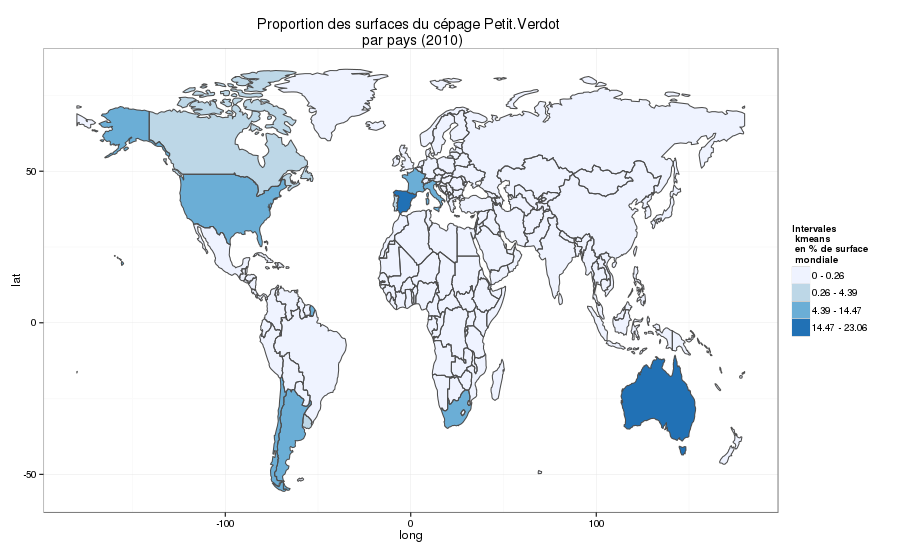 Proportion des surfaces du cépage Petit.Verdot
par pays (2010)
lat
50
0
-50
-100
0
100
long
Intervales
kmeans
en % de surface
mondiale
0 - 0.26
0.26 - 4.39
4.39 - 14.47
14.47 - 23.06